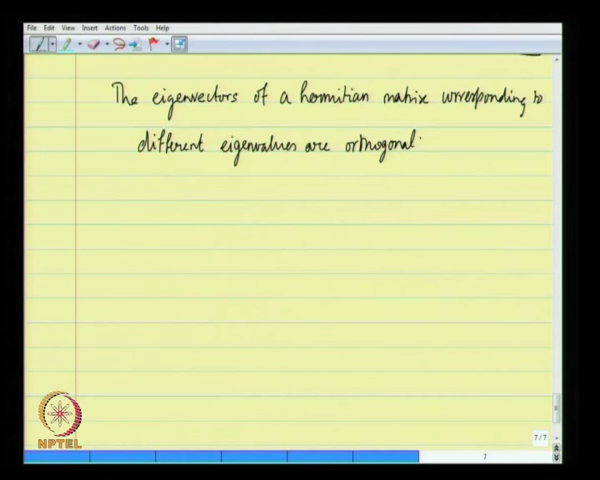 File Edit View Insert Actions Tools Help
The eigenvectors of a hermitian matrix corresponding to
different eigenvalues are orthogonal.
NPTEL
7/7
7